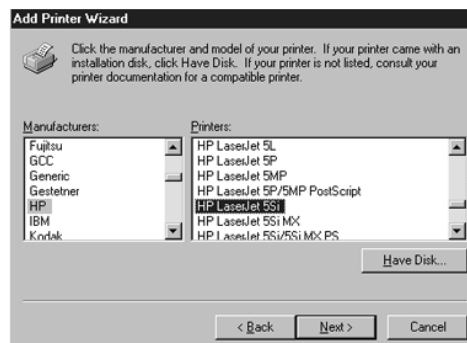 Add Printer Wizard
Click the manufacturer and model of your printer. If your printer came with an
installation disk, click Have Disk. If your printer is not listed, consult your
printer documentation for a compatible printer.
Manufacturers:
Fujitsu
GCC
Generic
Gestetner
HP
IBM
Kodak
Printers:
HP LaserJet 5L
HP LaserJet 5P
HP LaserJet 5MP
HP LaserJet 5P/5MP PostScript
HP LaserJet 5Si
HP LaserJet 5Si MX
HP LaserJet 5Si/5Si MX PS
Have Disk...
< Back
Next >
Cancel